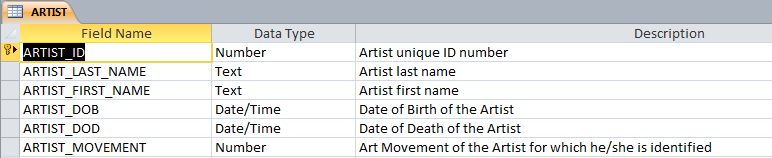 ARTIST
Field Name Data Type Description
ARTIST_ID Number Artist unique ID number
ARTIST_LAST_NAME Text Artist last name
ARTIST_FIRST_NAME Text Artist first name
ARTIST_DOB Date/Time Date of Birth of the Artist
ARTIST_DOD Date/Time Date of Death of the Artist
ARTIST_MOVEMENT Number Art Movement of the Artist for which he/she is identified